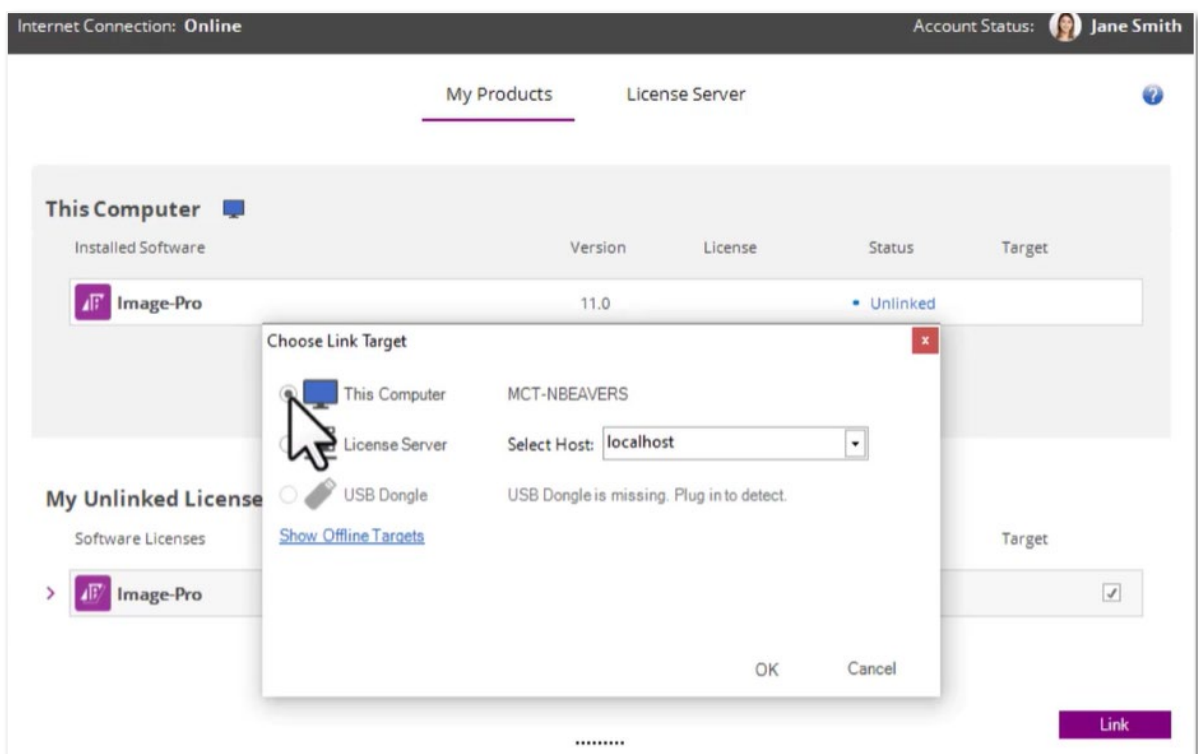 Internet Connection: Online Account Status: Jane Smith
My Products License Server
This Computer
Installed Software Version License Status Target
Image-Pro 11.0 • Unlinked
Choose Link Target
This Computer MCT-NBEAVERS
License Server Select Host: localhost
My Unlinked License
USB Dongle USB Dongle is missing. Plug in to detect.
Software Licenses Show Offline Targets Target
Image-Pro
OK Cancel
Link